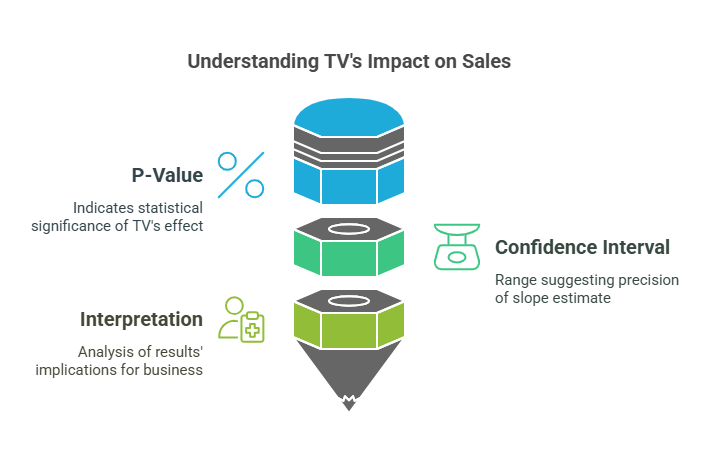 Understanding TV's Impact on Sales
P-Value
Indicates statistical
significance of TV's effect
Confidence Interval
Range suggesting precision
of slope estimate
Interpretation
Analysis of results'
implications for business